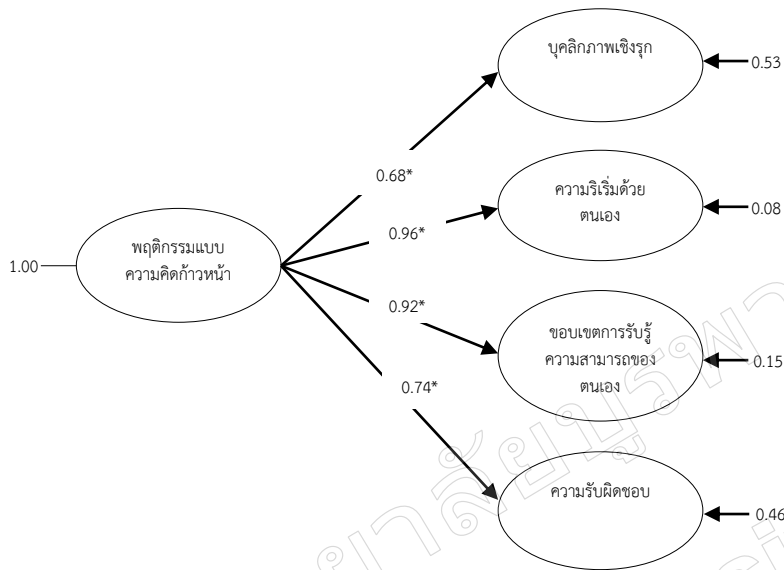 บุคลิกภาพเชิงรุก
0.53
0.68*
ความริเริ่มด้วย
ตนเอง
0.08
0.96*
พฤติกรรมแบบ
ความคิดก้าวหน้า
1.00
0.92*
ขอบเขตการรับรู้
ความสามารถของ
ตนเอง
0.15
0.74*
ความรับผิดชอบ
0.46